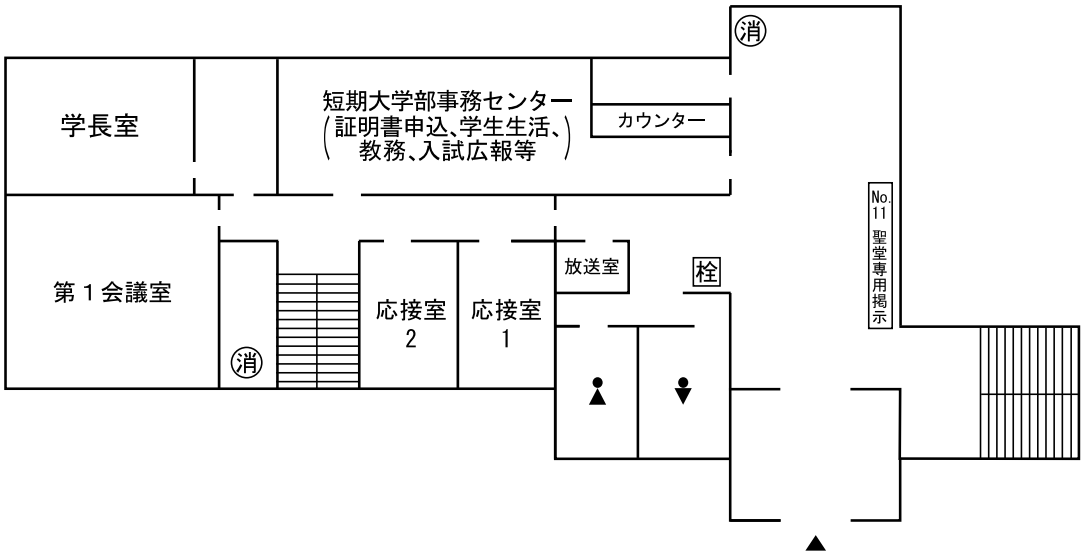 消
短期大学部事務センター
(証明書申込、学生生活、
教務、入試広報等)
カウンター
学長室
No.
11 聖堂専用掲示
放送室
栓
第1会議室
応接室
2
応接室
1
消